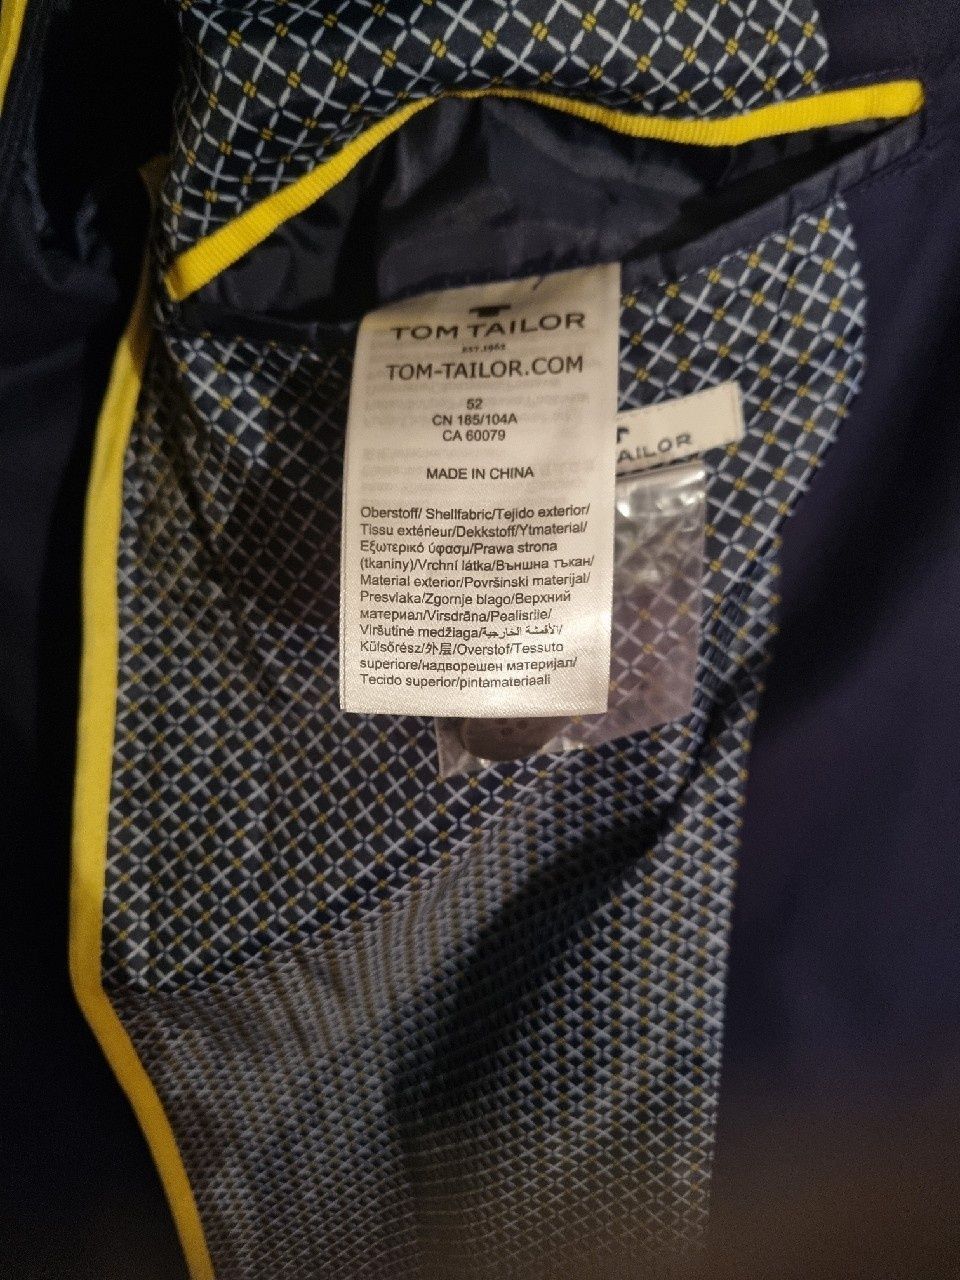 TOM TAILOR
EST.1962
TOM-TAILOR.COM
52
CN 185/104A
CA 60079
MADE IN CHINA
Oberstoff/ Shellfabric/Tejido exterior/
Tissu extérieur/Dekkstoff/Ytmaterial/
Εξωτερικό ύφασμ/Prawa strona
(tkaniny)/Vrchní látka/Външна тъкан/
Material exterior/Površinski materijal/
Presvlaka/Zgornje blago/Верхний
материал/Virsdrāna/Pealisriie/
Viršutinė medžiaga/الأقمشة الخارجية/
Külsőrész/外层/Overstof/Tessuto
superiore/надворешен материјал/
Tecido superior/pintamateriaali
AILOR